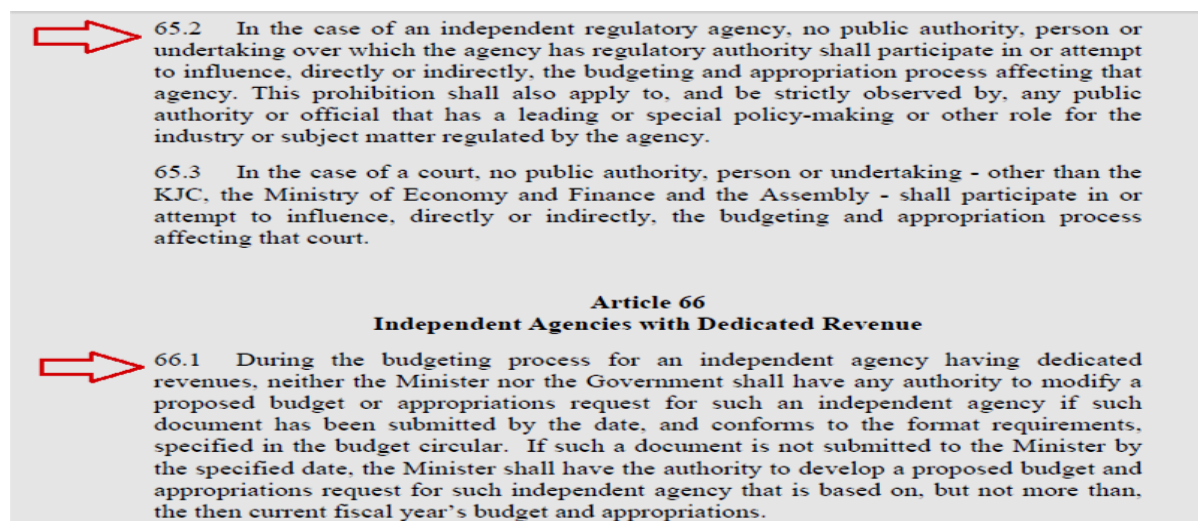 65.2 In the case of an independent regulatory agency, no public authority, person or
undertaking over which the agency has regulatory authority shall participate in or attempt
to influence, directly or indirectly, the budgeting and appropriation process affecting that
agency. This prohibition shall also apply to, and be strictly observed by, any public
authority or official that has a leading or special policy-making or other role for the
industry or subject matter regulated by the agency.
65.3 In the case of a court, no public authority, person or undertaking - other than the
KJC, the Ministry of Economy and Finance and the Assembly - shall participate in or
attempt to influence, directly or indirectly, the budgeting and appropriation process
affecting that court.
Article 66
Independent Agencies with Dedicated Revenue
66.1 During the budgeting process for an independent agency having dedicated
revenues, neither the Minister nor the Government shall have any authority to modify a
proposed budget or appropriations request for such an independent agency if such
document has been submitted by the date, and conforms to the format requirements,
specified in the budget circular. If such a document is not submitted to the Minister by
the specified date, the Minister shall have the authority to develop a proposed budget and
appropriations request for such independent agency that is based on, but not more than,
the then current fiscal year's budget and appropriations.